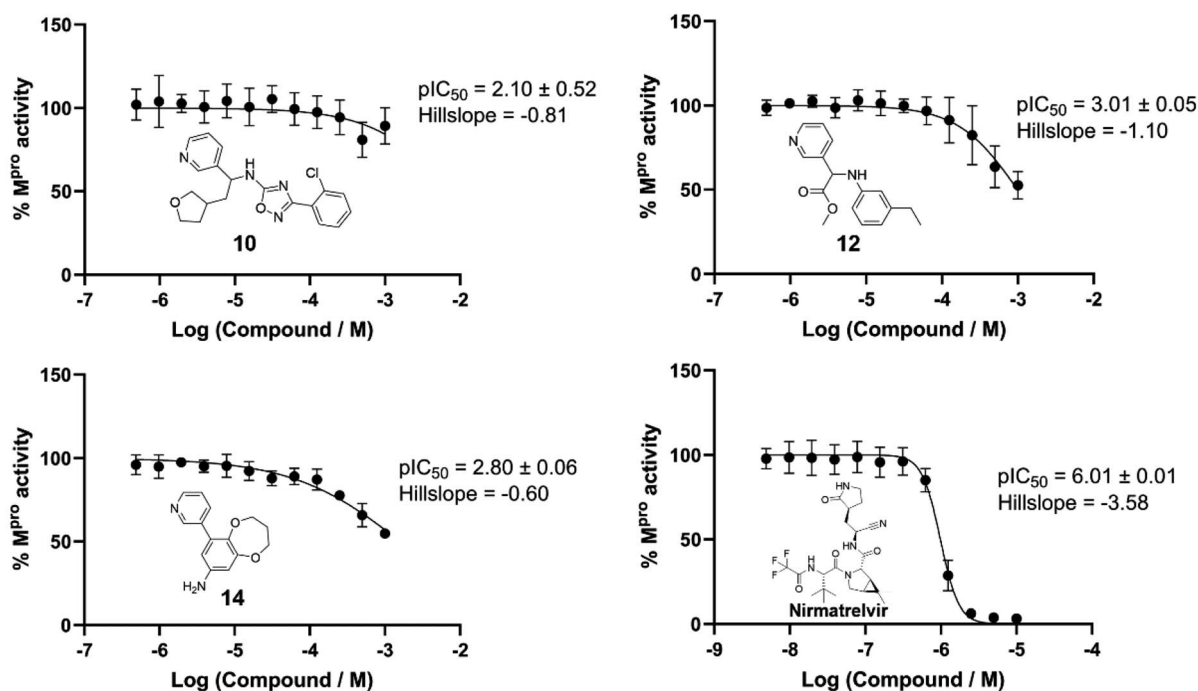 % Mᵖʳᵒ activity
150
100
50
0
pIC₅₀ = 2.10 ± 0.52
Hillslope = -0.81
N
H
N
O
N
O
N
Cl
10
-7
-6
-5
-4
-3
-2
Log (Compound / M)
% Mᵖʳᵒ activity
150
100
50
0
pIC₅₀ = 3.01 ± 0.05
Hillslope = -1.10
N
O
NH
O
12
-7
-6
-5
-4
-3
-2
Log (Compound / M)
% Mᵖʳᵒ activity
150
100
50
0
pIC₅₀ = 2.80 ± 0.06
Hillslope = -0.60
N
O
O
H₂N
14
-7
-6
-5
-4
-3
-2
Log (Compound / M)
% Mᵖʳᵒ activity
150
100
50
0
pIC₅₀ = 6.01 ± 0.01
Hillslope = -3.58
HN
O
N
HN
O
F
F
F
H
N
O
O
N
Nirmatrelvir
-9
-8
-7
-6
-5
-4
Log (Compound / M)